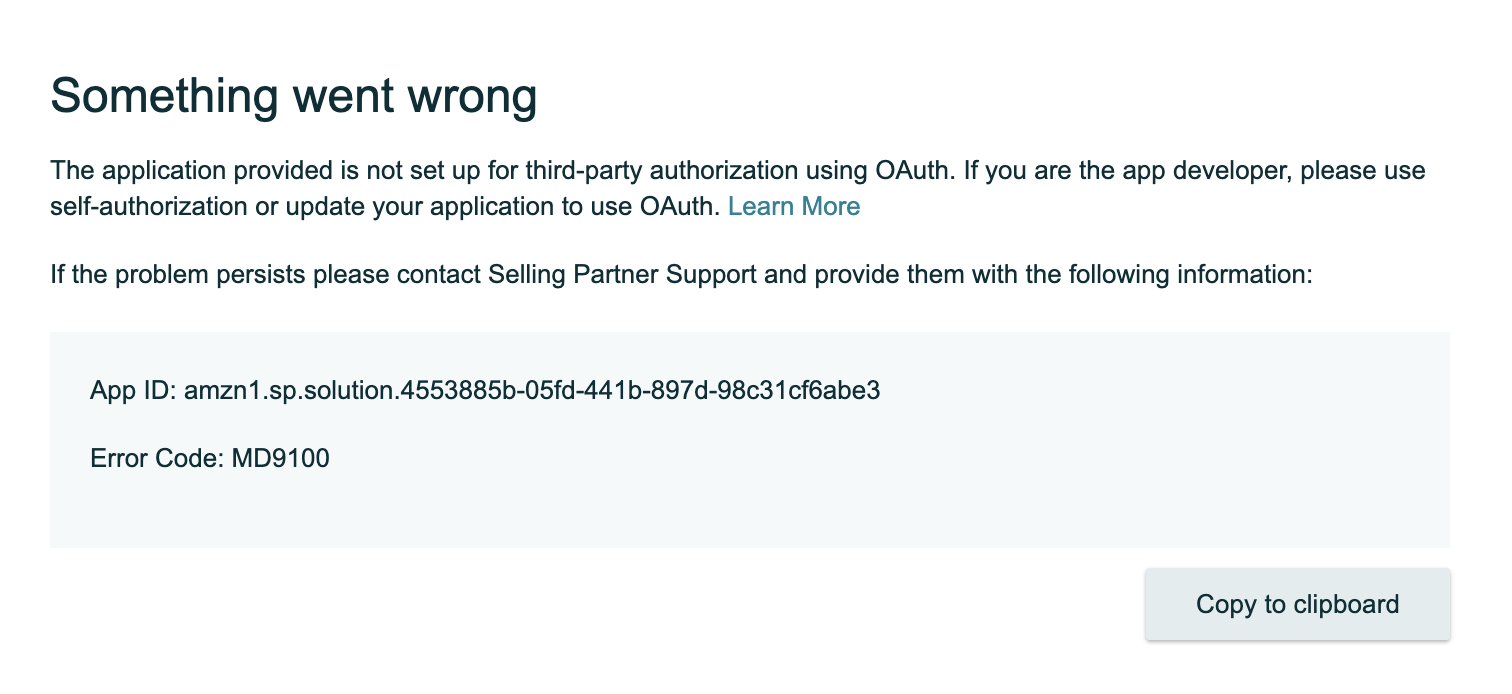 Something went wrong
The application provided is not set up for third-party authorization using OAuth. If you are the app developer, please use
self-authorization or update your application to use OAuth. Learn More
If the problem persists please contact Selling Partner Support and provide them with the following information:
App ID: amzn1.sp.solution.4553885b-05fd-441b-897d-98c31cf6abe3
Error Code: MD9100
Copy to clipboard